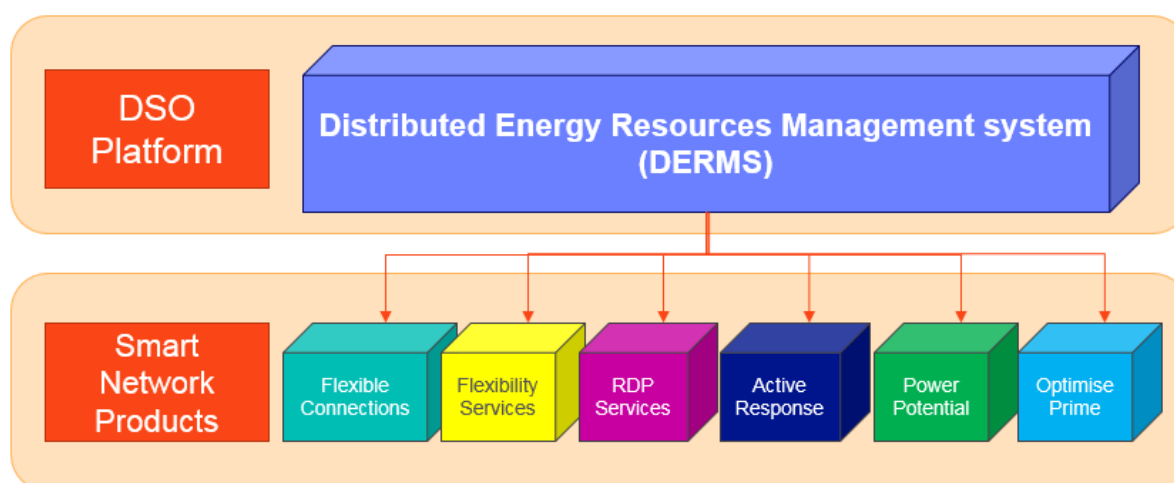 DSO
Platform
Distributed Energy Resources Management system
(DERMS)
Smart
Network
Products
Flexible
Connections
Flexibility
Services
RDP
Services
Active
Response
Power
Potential
Optimise
Prime